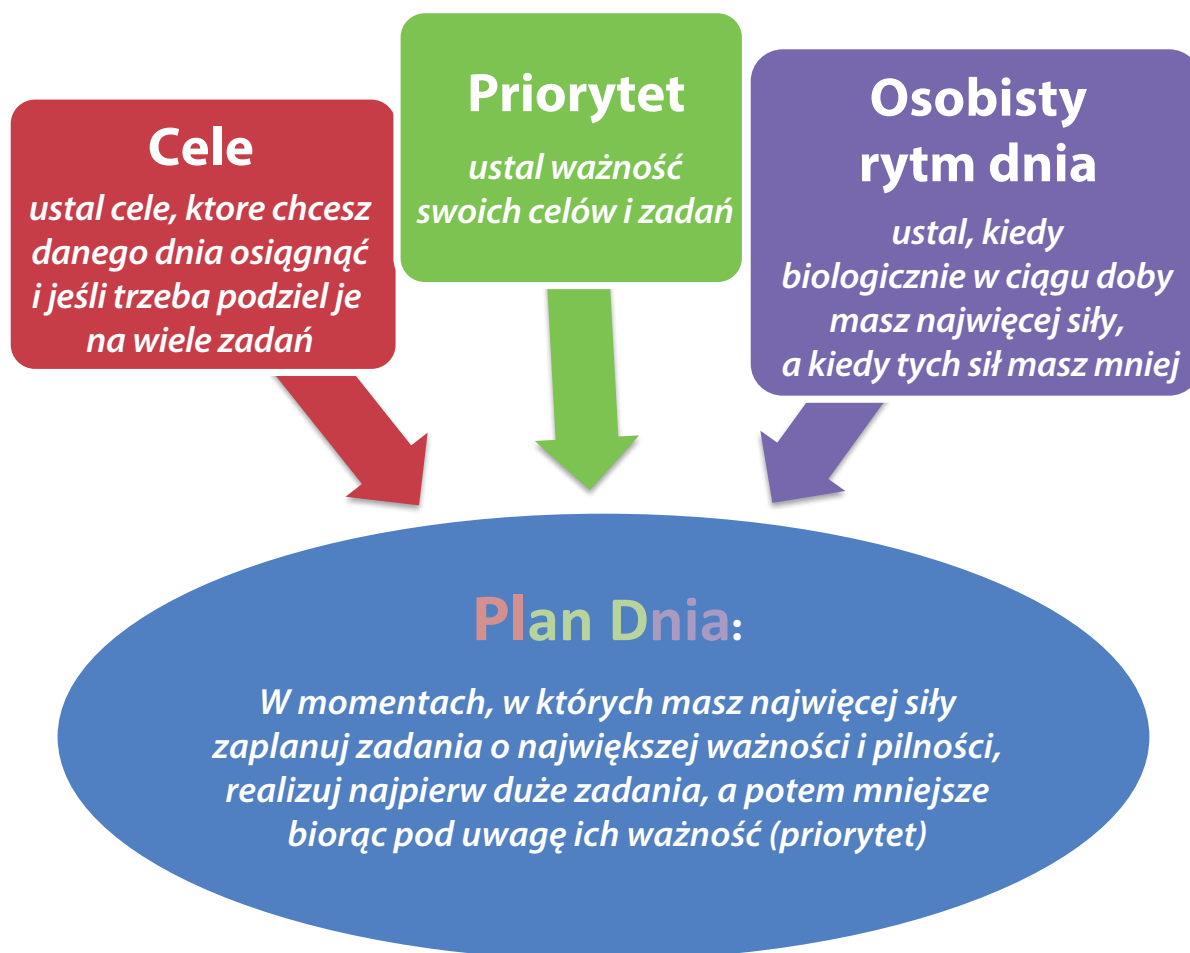 Cele
ustal cele, ktore chcesz
danego dnia osiągnąć
i jeśli trzeba podziel je
na wiele zadań
Priorytet
ustal ważność
swoich celów i zadań
Osobisty
rytm dnia
ustal, kiedy
biologicznie w ciągu doby
masz najwięcej siły,
a kiedy tych sił masz mniej
Plan Dnia:
W momentach, w których masz najwięcej siły
zaplanuj zadania o największej ważności i pilności,
realizuj najpierw duże zadania, a potem mniejsze
biorąc pod uwagę ich ważność (priorytet)